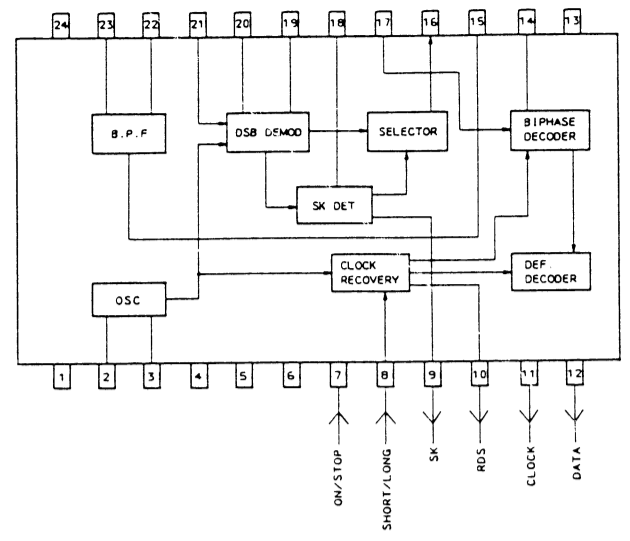 24 23 22 21 20 19 18 17 16 15 14 13
B.P.F
DSB DEMOD
SELECTOR
BIPHASE
DECODER
SK DET
CLOCK
RECOVERY
DEF.
DECODER
OSC
1 2 3 4 5 6 7 8 9 10 11 12
ON/STOP
SHORT/LONG
SK
RDS
CLOCK
DATA